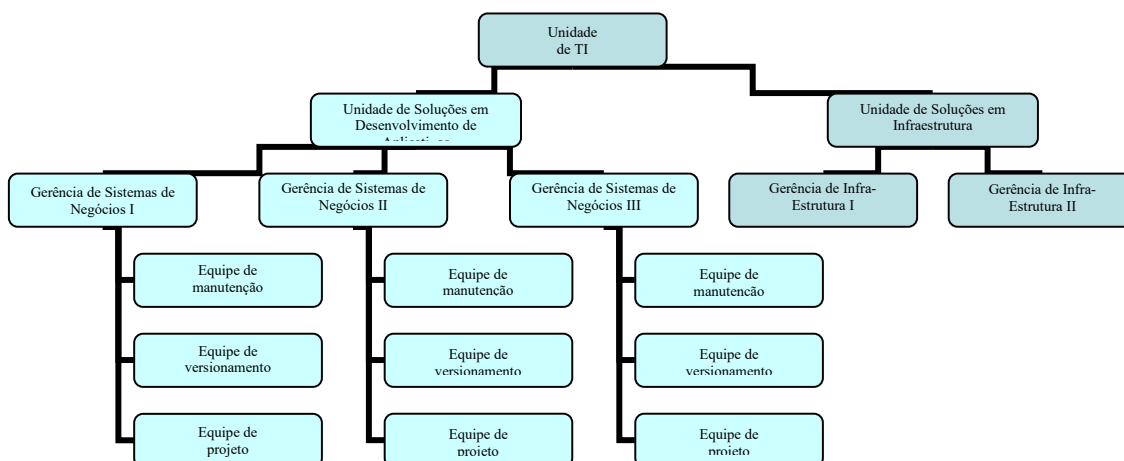 Unidade
de TI
Unidade de Soluções em
Desenvolvimento de
Unidade de Soluções em
Infraestrutura
Gerência de Sistemas de
Negócios I
Gerência de Sistemas de
Negócios II
Gerência de Sistemas de
Negócios III
Gerência de Infra-
Estrutura I
Gerência de Infra-
Estrutura II
Equipe de
manutenção
Equipe de
manutenção
Equipe de
manutenção
Equipe de
versionamento
Equipe de
versionamento
Equipe de
versionamento
Equipe de
projeto
Equipe de
projeto
Equipe de
projeto